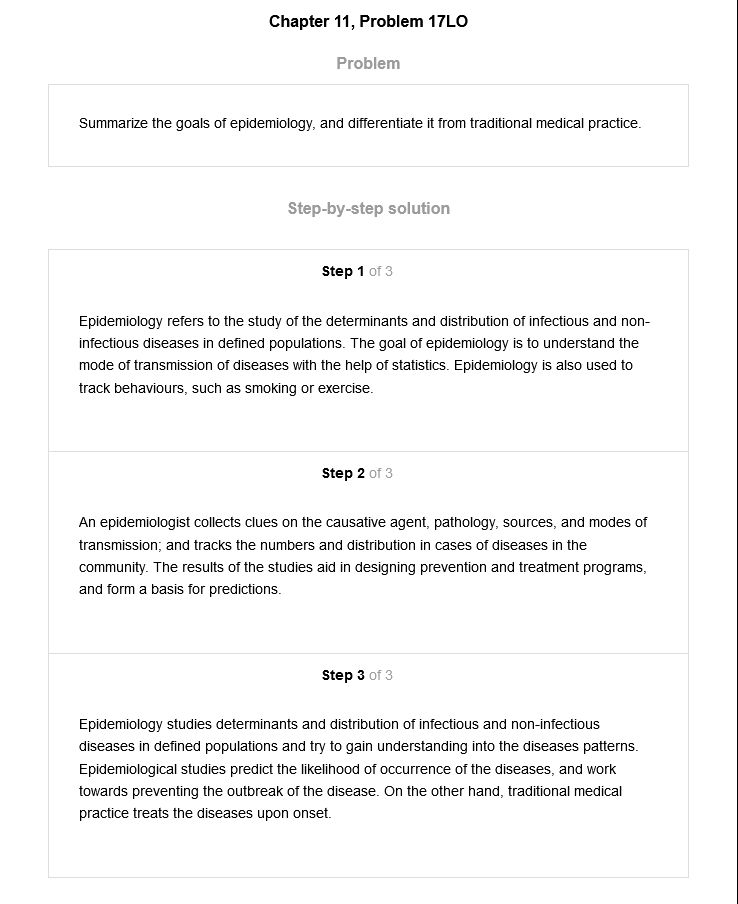 Chapter 11, Problem 17LO
Problem
Summarize the goals of epidemiology, and differentiate it from traditional medical practice.
Step-by-step solution
Step 1 of 3
Epidemiology refers to the study of the determinants and distribution of infectious and non-
infectious diseases in defined populations. The goal of epidemiology is to understand the
mode of transmission of diseases with the help of statistics. Epidemiology is also used to
track behaviours, such as smoking or exercise.
Step 2 of 3
An epidemiologist collects clues on the causative agent, pathology, sources, and modes of
transmission; and tracks the numbers and distribution in cases of diseases in the
community. The results of the studies aid in designing prevention and treatment programs,
and form a basis for predictions.
Step 3 of 3
Epidemiology studies determinants and distribution of infectious and non-infectious
diseases in defined populations and try to gain understanding into the diseases patterns.
Epidemiological studies predict the likelihood of occurrence of the diseases, and work
towards preventing the outbreak of the disease. On the other hand, traditional medical
practice treats the diseases upon onset.